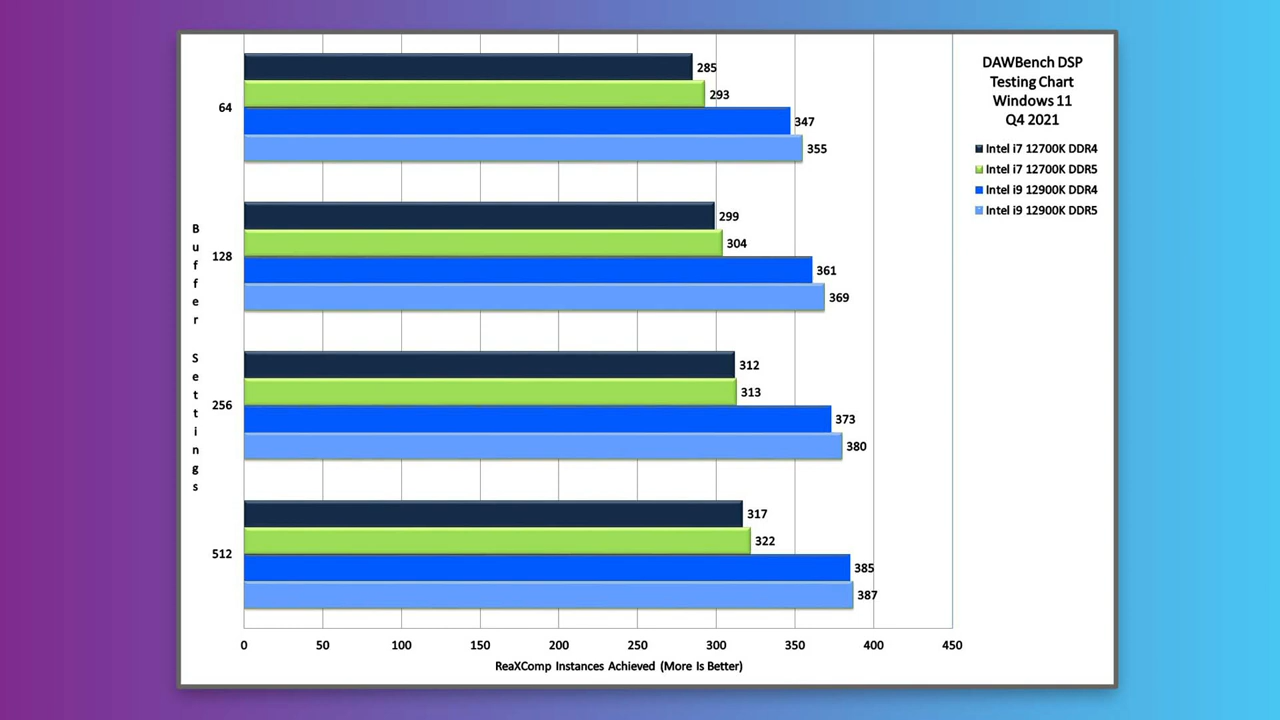 DAWBench DSP
Testing Chart
Windows 11
Q4 2021
Intel i7 12700K DDR4
Intel i7 12700K DDR5
Intel i9 12900K DDR4
Intel i9 12900K DDR5
Buffer Settings
64
285
293
347
355
128
299
304
361
369
256
312
313
373
380
512
317
322
385
387
0 50 100 150 200 250 300 350 400 450
ReaXComp Instances Achieved (More Is Better)